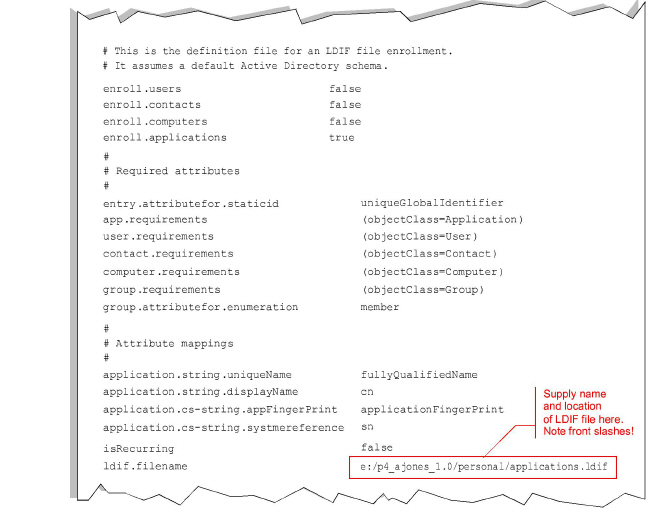 # This is the definition file for an LDIF file enrollment.
# It assumes a default Active Directory schema.
enroll.users false
enroll.contacts false
enroll.computers false
enroll.applications true
#
# Required attributes
#
entry.attributefor.staticid uniqueGlobalIdentifier
app.requirements (objectClass=Application)
user.requirements (objectClass=User)
contact.requirements (objectClass=Contact)
computer.requirements (objectClass=Computer)
group.requirements (objectClass=Group)
group.attributefor.enumeration member
#
# Attribute mappings
#
application.string.uniqueName fullyQualifiedName
application.string.displayName cn
application.cs-string.appFingerPrint applicationFingerPrint
application.cs-string.systmereference sn
isRecurring false
ldif.filename e:/p4_ajones_1.0/personal/applications.ldif
Supply name
and location
of LDIF file here.
Note front slashes!